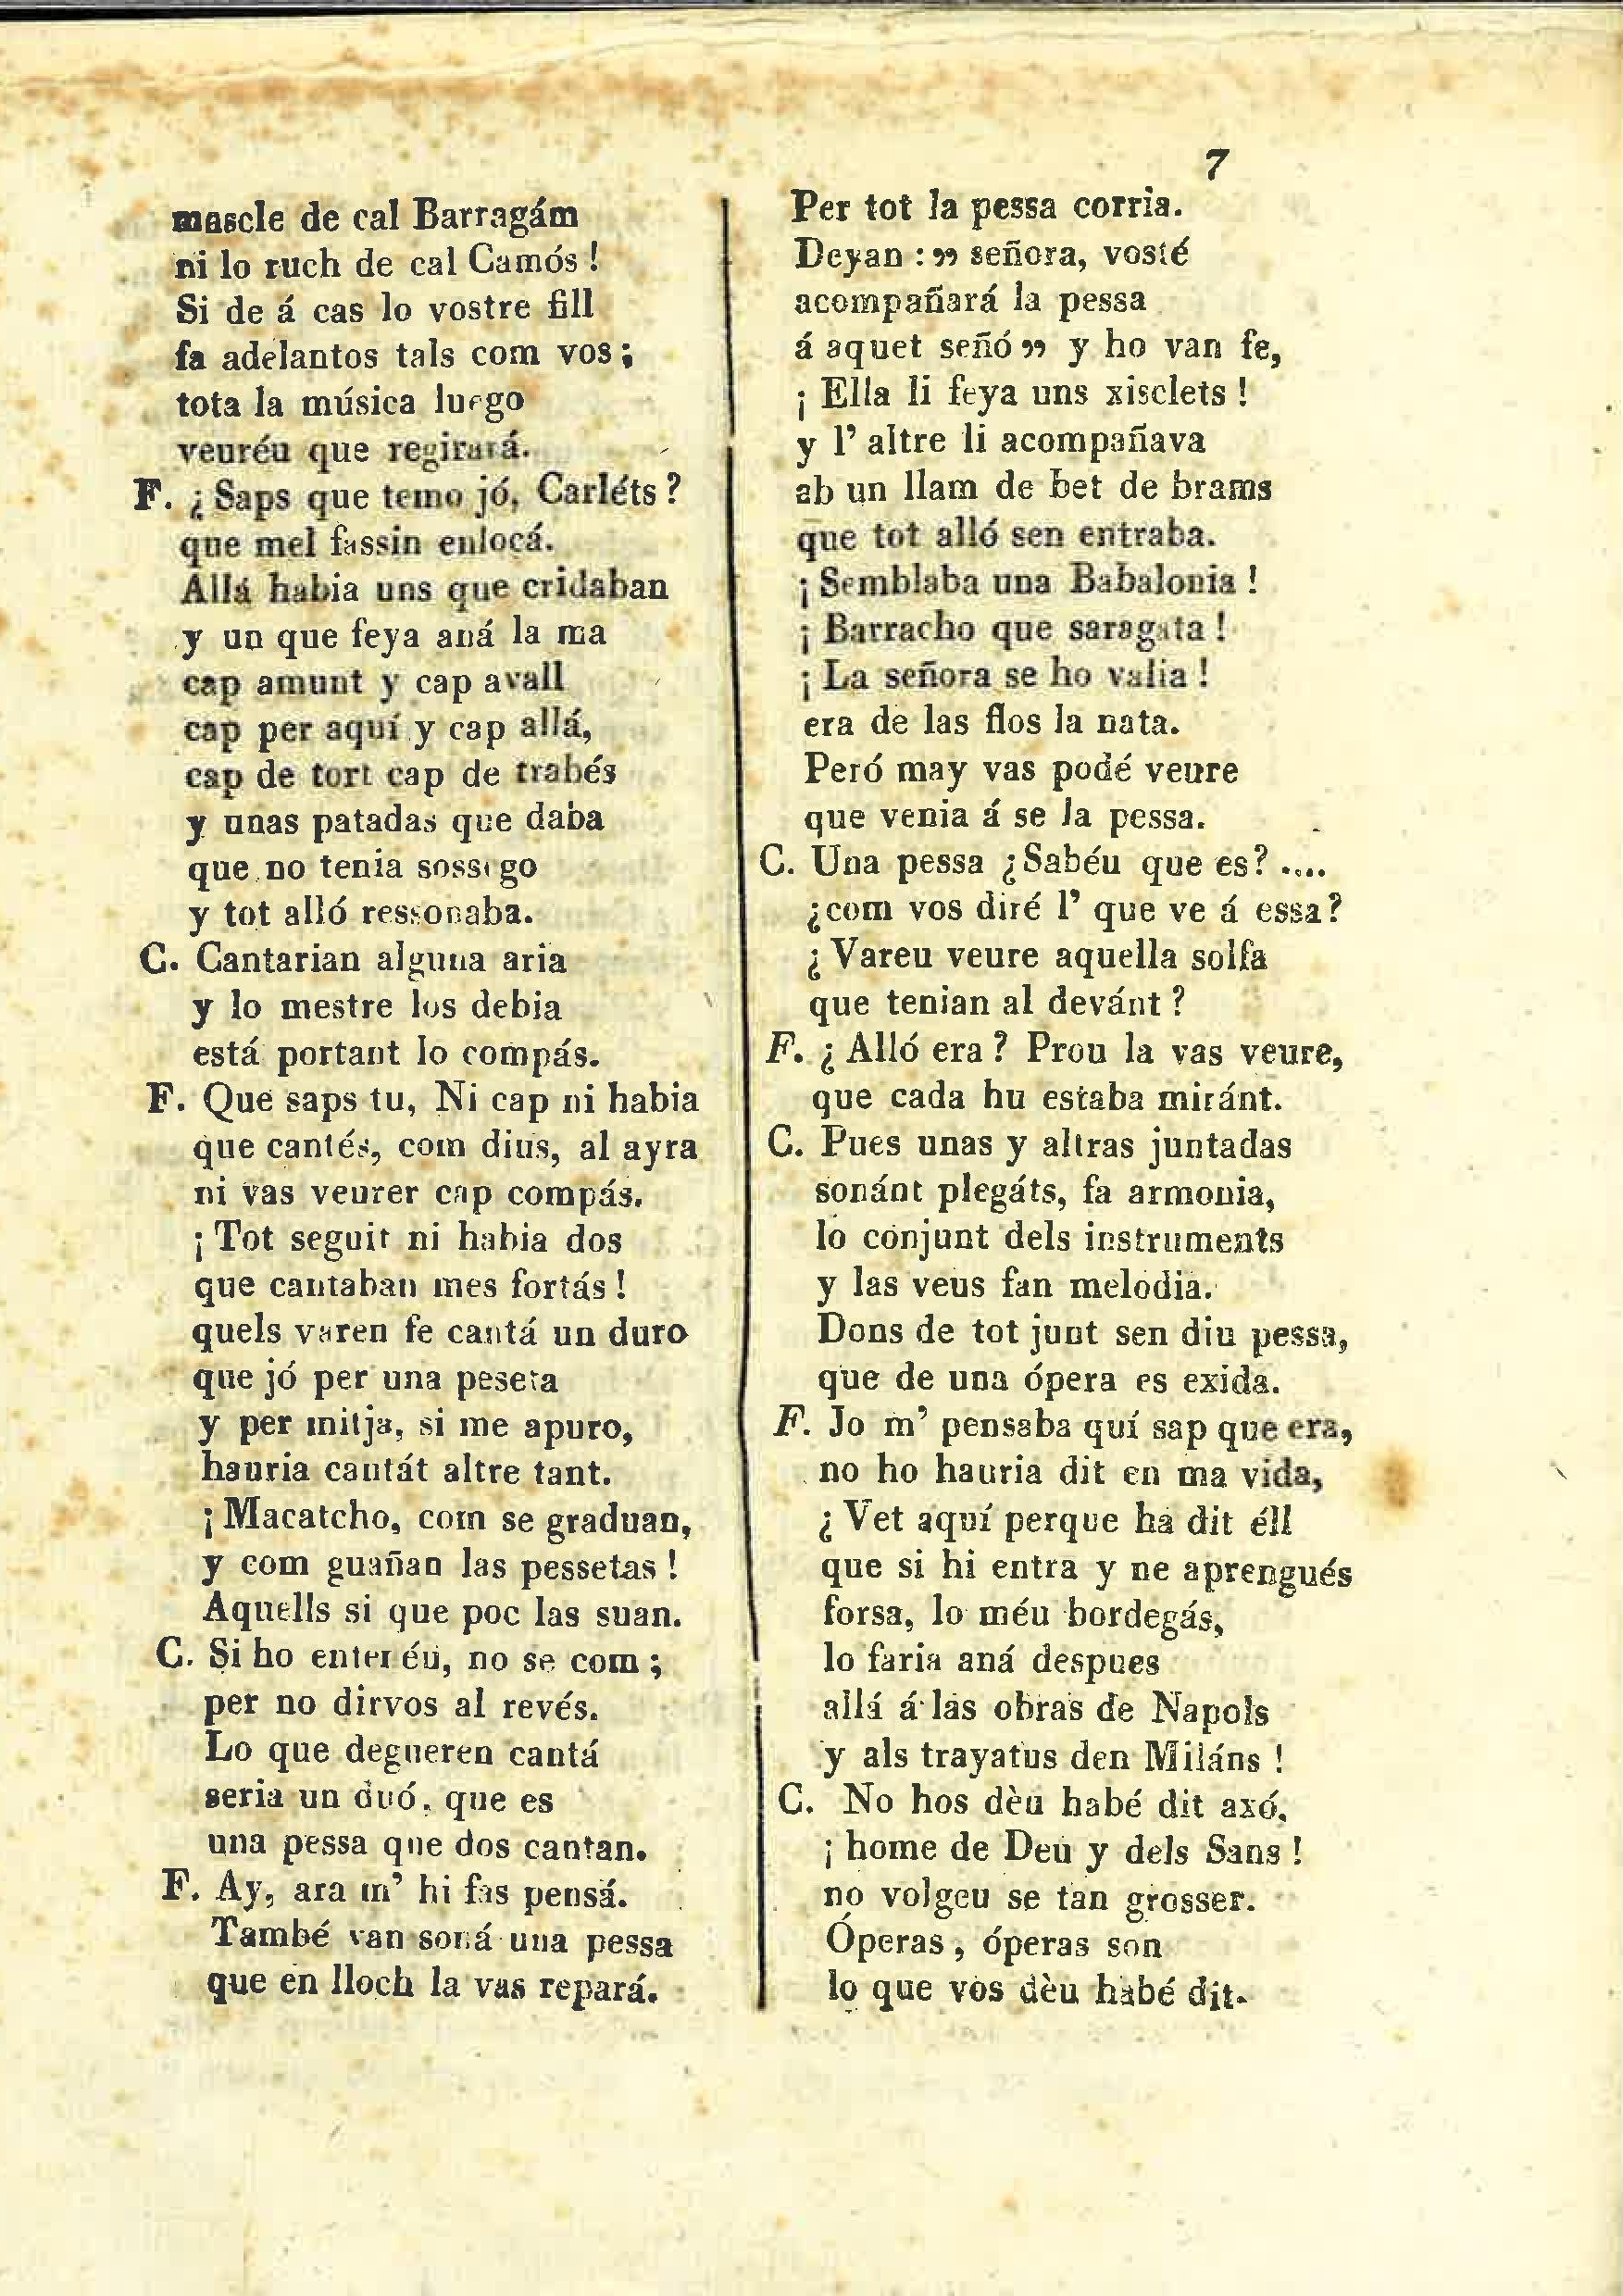 7
mascle de cal Barragám
ni lo ruch de cal Camós !
Si de á cas lo vostre fill
fa adelantos tals com vos ;
tota la música luego
veuréu que regirará.
F. ¿ Saps que temo jó, Carléts ?
que mel fassin enlocá.
Allá habia uns que cridaban
y un que feya aná la ma
cap amunt y cap avall
cap per aquí y cap allá,
cap de tort cap de trabés
y unas patadas que daba
que no tenia sossego
y tot alló ressonaba.
C. Cantarian alguna aria
y lo mestre los debia
está portant lo compás.
F. Que saps tu, Ni cap ni habia
que cantés, com dius, al ayra
ni vas veurer cap compás.
¡ Tot seguit ni habia dos
que cantaban mes fortás !
quels varen fe cantá un duro
que jó per una peseta
y per mitja, si me apuro,
hauria cantát altre tant.
¡ Macatcho, com se graduan,
y com guañan las pessetas !
Aquells si que poc las suan.
C. Si ho enteréu, no se com ;
per no dirvos al revés.
Lo que degueren cantá
seria un duó, que es
una pessa que dos cantan.
F. Ay, ara m' hi fas pensá.
També van soná una pessa
que en lloch la vas repará.
Per tot la pessa corria.
Deyan : ,, señora, vosté
acompañará la pessa
á aquet señó ,, y ho van fe,
¡ Ella li feya uns xisclets !
y l' altre li acompañava
ab un llam de bet de brams
que tot alló sen entraba.
¡ Semblaba una Babalonia !
¡ Barracho que saragata !
¡ La señora se ho valia !
era de las flos la nata.
Peró may vas podé veure
que venia á se la pessa.
C. Una pessa ¿ Sabéu que es? ....
¿com vos diré l' que ve á essa?
¿ Vareu veure aquella solfa
que tenian al devánt ?
F. ¿ Alló era ? Prou la vas veure,
que cada hu estaba miránt.
C. Pues unas y altras juntadas
sonánt plegáts, fa armonia,
lo conjunt dels instruments
y las veus fan melodia.
Dons de tot junt sen diu pessa,
que de una ópera es exida.
F. Jo m' pensaba quí sap que era,
no ho hauria dit en ma vida,
¿ Vet aquí perque ha dit éll
que si hi entra y ne aprengués
forsa, lo méu bordegás,
lo faria aná despues
allá á las obras de Napols
y als trayatus den Miláns !
C. No hos dèu habé dit axó,
¡ home de Deu y dels Sans !
no volgeu se tan grosser.
Óperas , óperas son
lo que vos dèu habé dit.